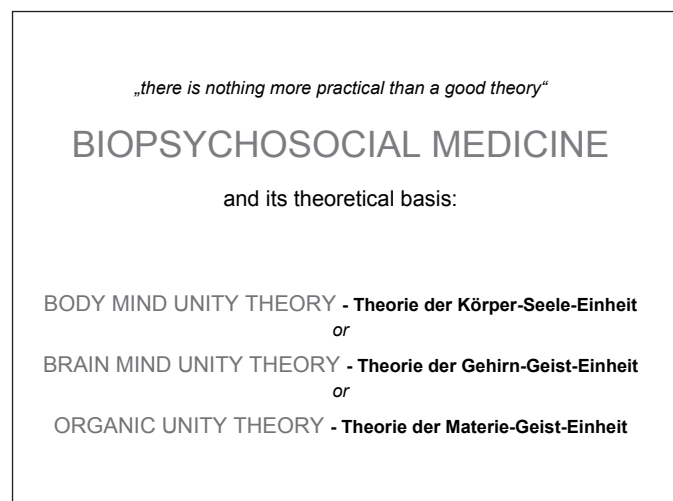 „there is nothing more practical than a good theory“
BIOPSYCHOSOCIAL MEDICINE
and its theoretical basis:
BODY MIND UNITY THEORY - Theorie der Körper-Seele-Einheit
or
BRAIN MIND UNITY THEORY - Theorie der Gehirn-Geist-Einheit
or
ORGANIC UNITY THEORY - Theorie der Materie-Geist-Einheit